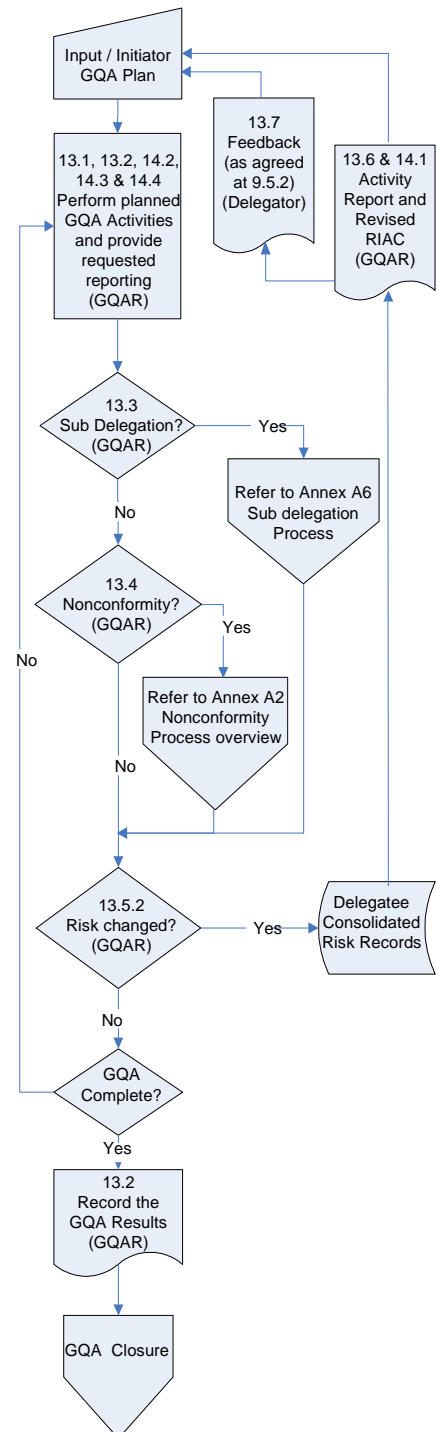 Input / Initiator
GQA Plan
13.7
Feedback
(as agreed
at 9.5.2)
(Delegator)
13.6 & 14.1
Activity
Report and
Revised
RIAC
(GQAR)
13.1, 13.2, 14.2,
14.3 & 14.4
Perform planned
GQA Activities
and provide
requested
reporting
(GQAR)
13.3
Sub Delegation?
(GQAR)
Yes
Refer to Annex A6
Sub delegation
Process
No
13.4
Nonconformity?
(GQAR)
Yes
No
Refer to Annex A2
Nonconformity
Process overview
No
13.5.2
Risk changed?
(GQAR)
Yes
Delegatee
Consolidated
Risk Records
No
GQA
Complete?
Yes
13.2
Record the
GQA Results
(GQAR)
GQA Closure